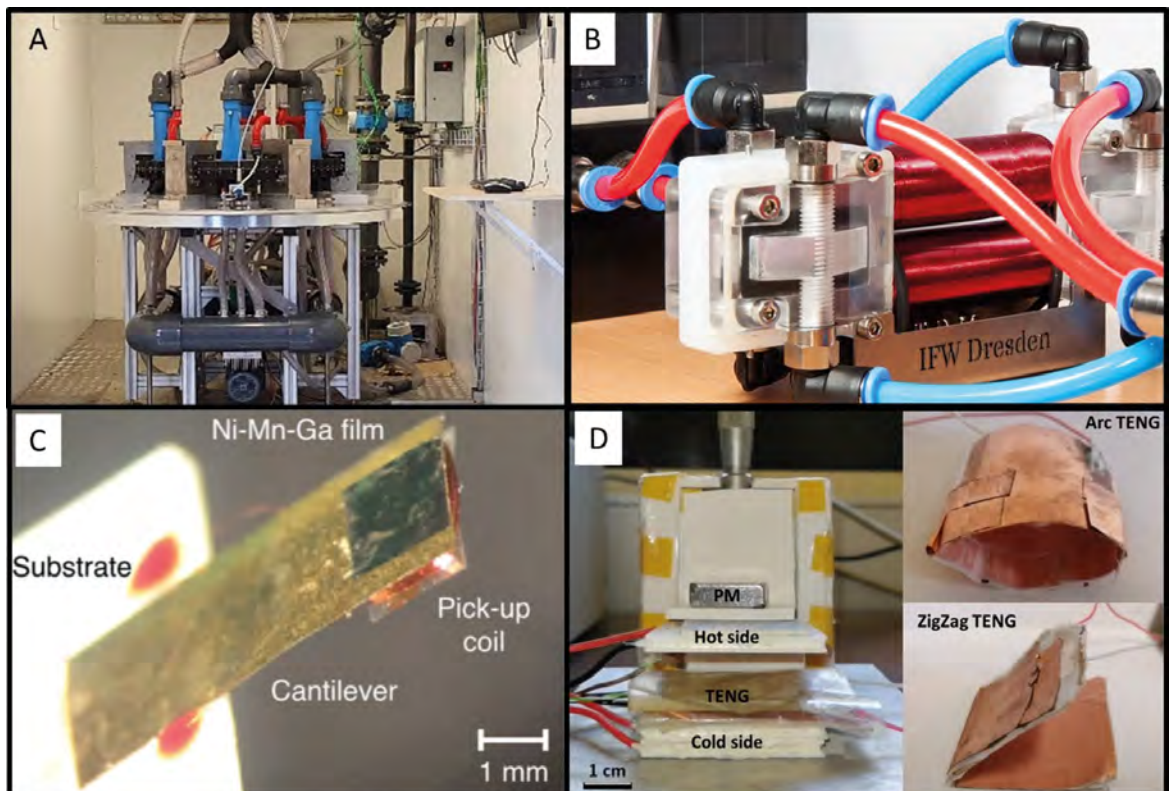 A
B
IFW Dresden
C
Ni-Mn-Ga film
Substrate
Pick-up
coil
Cantilever
1 mm
D
PM
Hot side
TENG
Cold side
1 cm
Arc TENG
ZigZag TENG